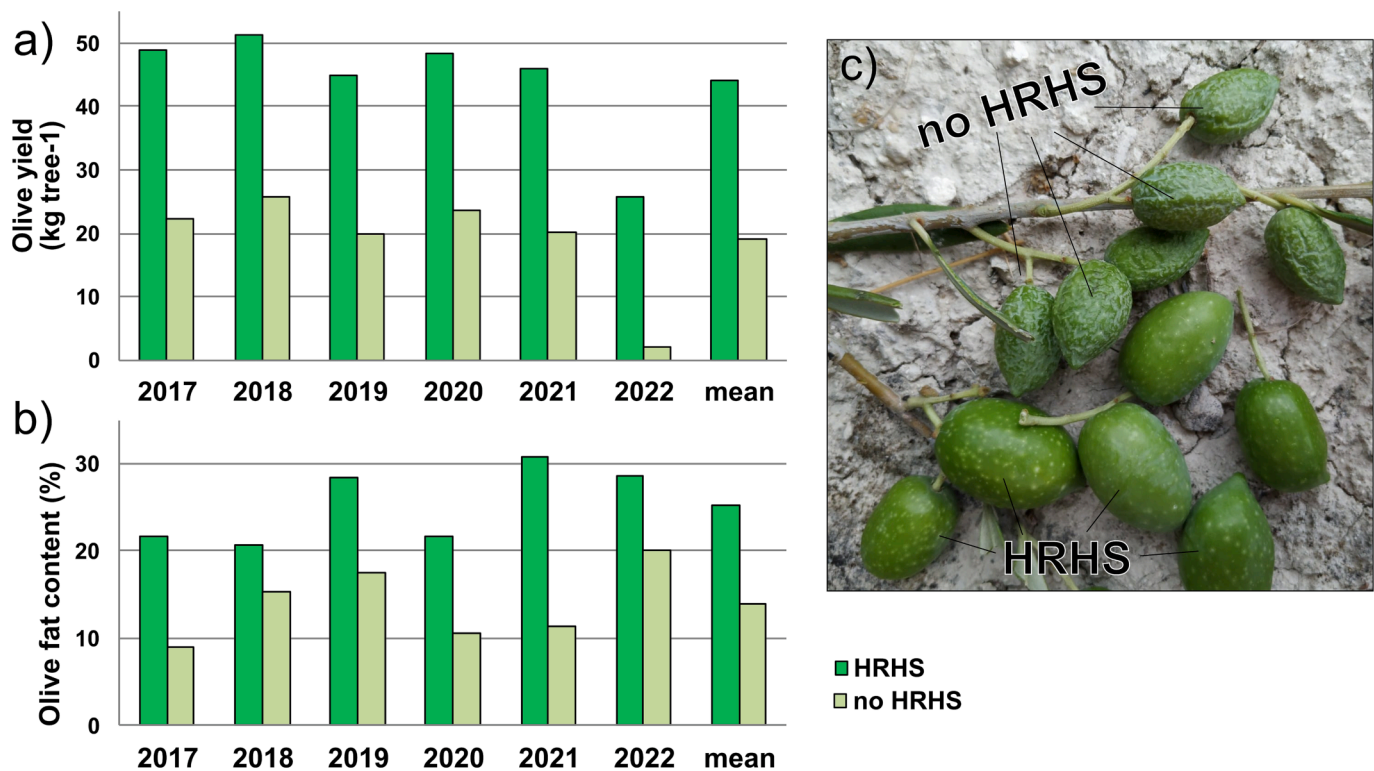 a)
Olive yield
(kg tree-1)
50
40
30
20
10
0
2017 2018 2019 2020 2021 2022 mean
b)
Olive fat content (%)
30
20
10
0
2017 2018 2019 2020 2021 2022 mean
c)
no HRHS
HRHS
HRHS
no HRHS